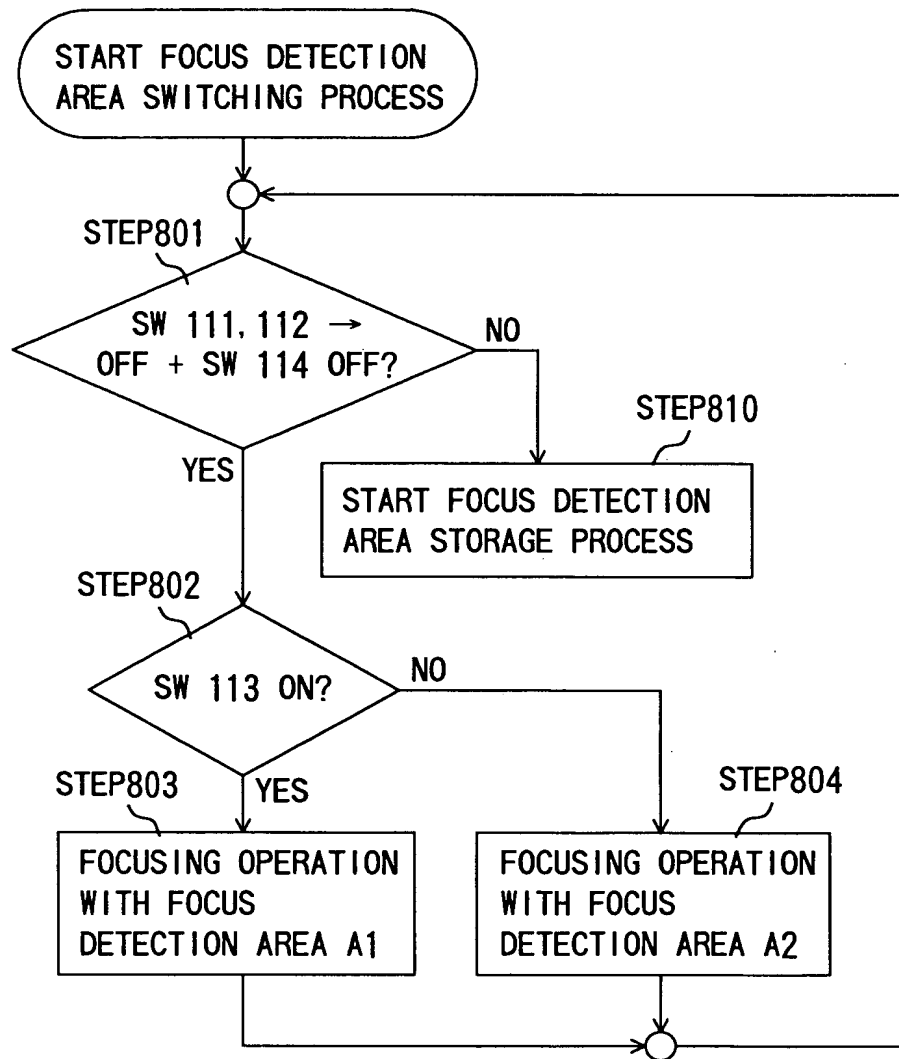 START FOCUS DETECTION
AREA SWITCHING PROCESS
STEP801
SW 111, 112 →
OFF + SW 114 OFF?
NO
YES
STEP810
START FOCUS DETECTION
AREA STORAGE PROCESS
STEP802
SW 113 ON?
NO
YES
STEP803
FOCUSING OPERATION
WITH FOCUS
DETECTION AREA A1
STEP804
FOCUSING OPERATION
WITH FOCUS
DETECTION AREA A2